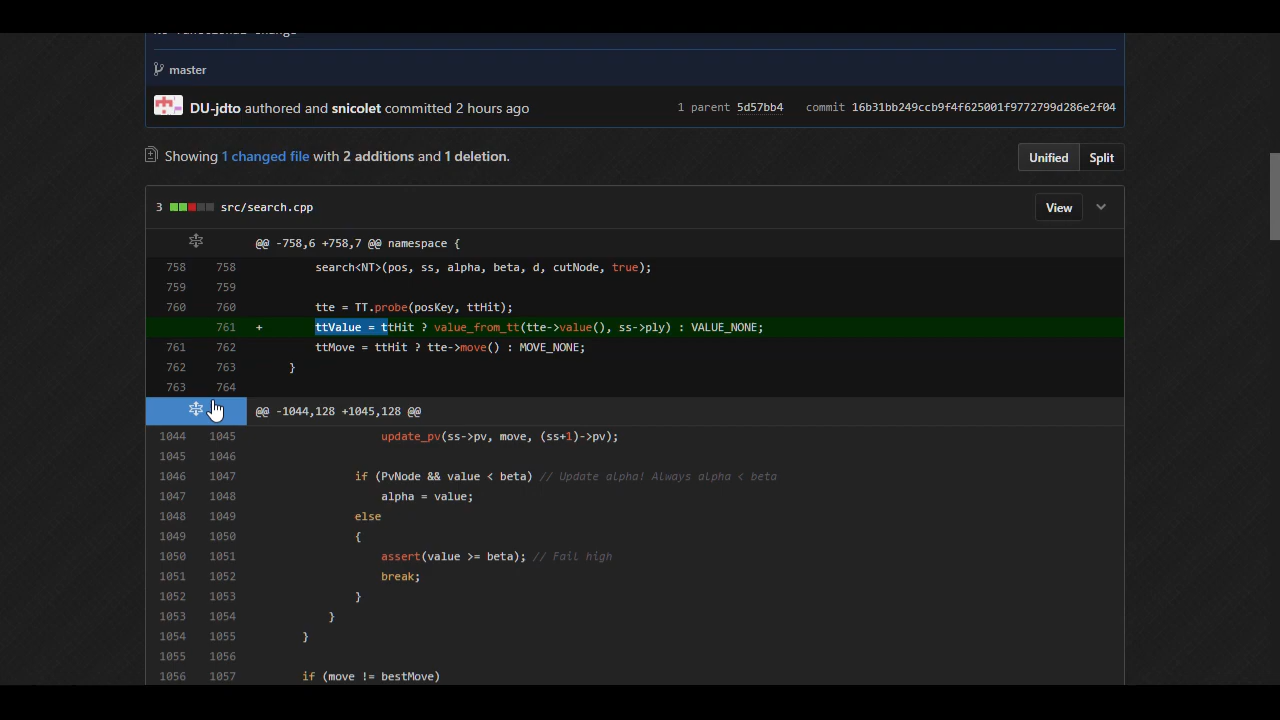 No functional change
master
DU-jdto authored and snicolet committed 2 hours ago 1 parent 5d57bb4 commit 16b31bb249ccb9f4f625001f9772799d286e2f04
Showing 1 changed file with 2 additions and 1 deletion. Unified Split
3 src/search.cpp View
@@ -758,6 +758,7 @@ namespace {
758 758 search<NT>(pos, ss, alpha, beta, d, cutNode, true);
759 759
760 760 tte = TT.probe(posKey, ttHit);
761 + ttValue = ttHit ? value_from_tt(tte->value(), ss->ply) : VALUE_NONE;
761 762 ttMove = ttHit ? tte->move() : MOVE_NONE;
762 763 }
763 764
@@ -1044,128 +1045,128 @@
1044 1045 update_pv(ss->pv, move, (ss+1)->pv);
1045 1046
1046 1047 if (PvNode && value < beta) // Update alpha! Always alpha < beta
1047 1048 alpha = value;
1048 1049 else
1049 1050 {
1050 1051 assert(value >= beta); // Fail high
1051 1052 break;
1052 1053 }
1053 1054 }
1054 1055 }
1055 1056
1056 1057 if (move != bestMove)